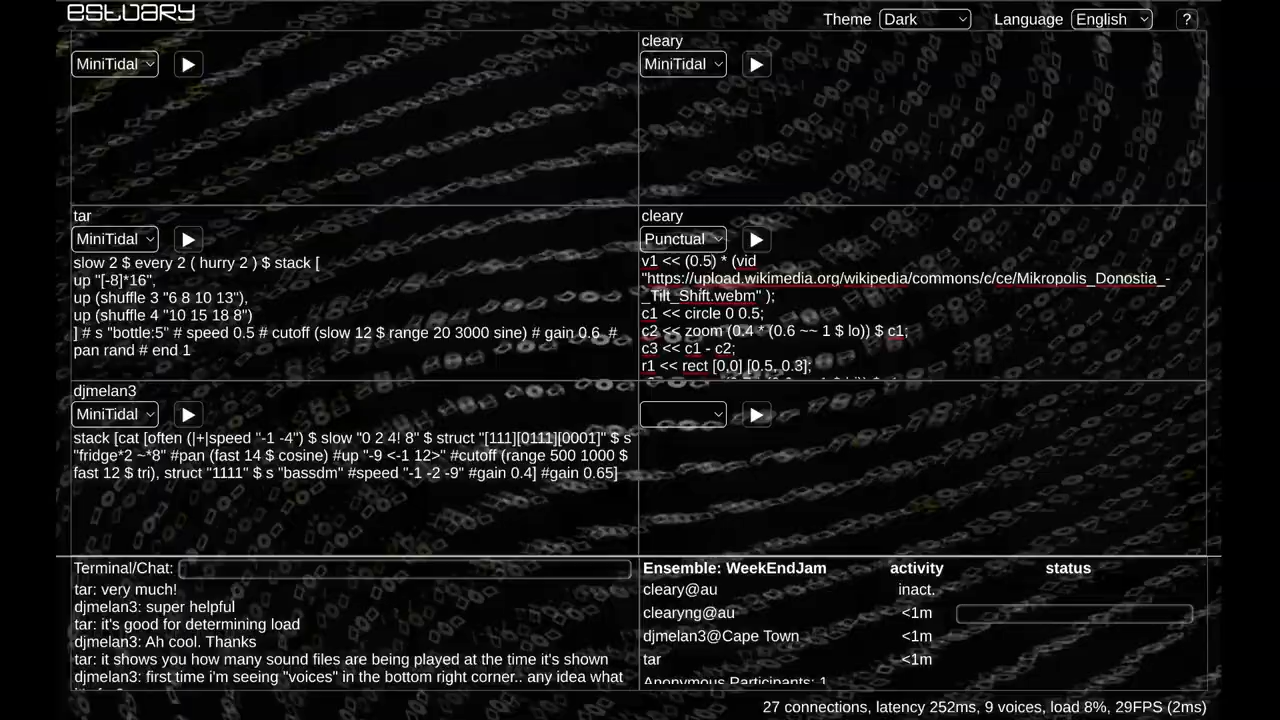 estuary
Theme Dark Language English ?
MiniTidal
cleary
MiniTidal
tar
MiniTidal
slow 2 $ every 2 ( hurry 2 ) $ stack [
up "[-8]*16",
up (shuffle 3 "6 8 10 13"),
up (shuffle 4 "10 15 18 8")
] # s "bottle:5" # speed 0.5 # cutoff (slow 12 $ range 20 3000 sine) # gain 0.6 #
pan rand # end 1
cleary
Punctual
v1 << (0.5) * (vid
"https://upload.wikimedia.org/wikipedia/commons/c/ce/Mikropolis_Donostia_-
_Tilt_Shift.webm" );
c1 << circle 0 0.5;
c2 << zoom (0.4 * (0.6 ~~ 1 $ lo)) $ c1;
c3 << c1 - c2;
r1 << rect [0,0] [0.5, 0.3];
djmelan3
MiniTidal
stack [cat [often (|+|speed "-1 -4") $ slow "0 2 4! 8" $ struct "[111][0111][0001]" $ s
"fridge*2 ~*8" #pan (fast 14 $ cosine) #up "-9 <-1 12>" #cutoff (range 500 1000 $
fast 12 $ tri), struct "1111" $ s "bassdm" #speed "-1 -2 -9" #gain 0.4] #gain 0.65]
Terminal/Chat:
tar: very much!
djmelan3: super helpful
tar: it's good for determining load
djmelan3: Ah cool. Thanks
tar: it shows you how many sound files are being played at the time it's shown
djmelan3: first time i'm seeing "voices" in the bottom right corner.. any idea what
Ensemble: WeekEndJam activity status
cleary@au inact.
clearyng@au <1m
djmelan3@Cape Town <1m
tar <1m
Anonymous Participants: 1
27 connections, latency 252ms, 9 voices, load 8%, 29FPS (2ms)